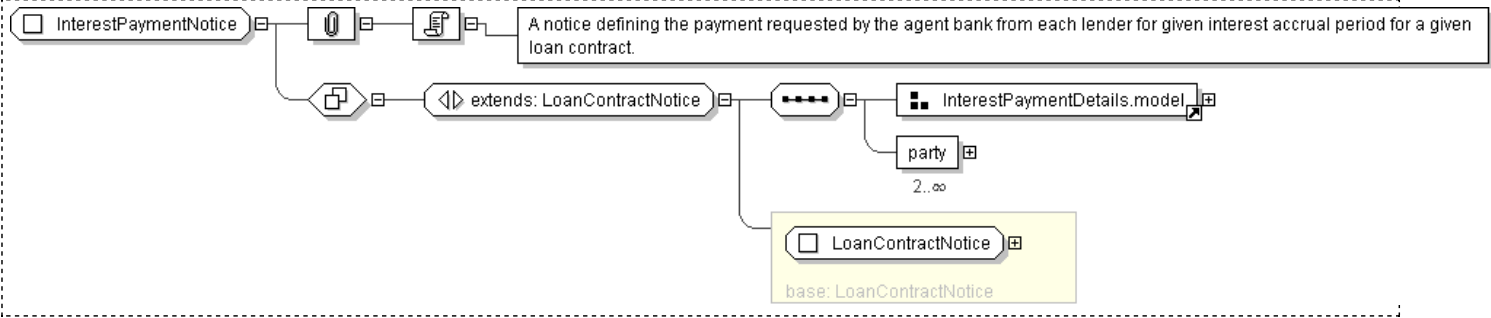 InterestPaymentNotice
A notice defining the payment requested by the agent bank from each lender for given interest accrual period for a given
loan contract.
extends: LoanContractNotice
InterestPaymentDetails.model
party
2..∞
LoanContractNotice
base: LoanContractNotice